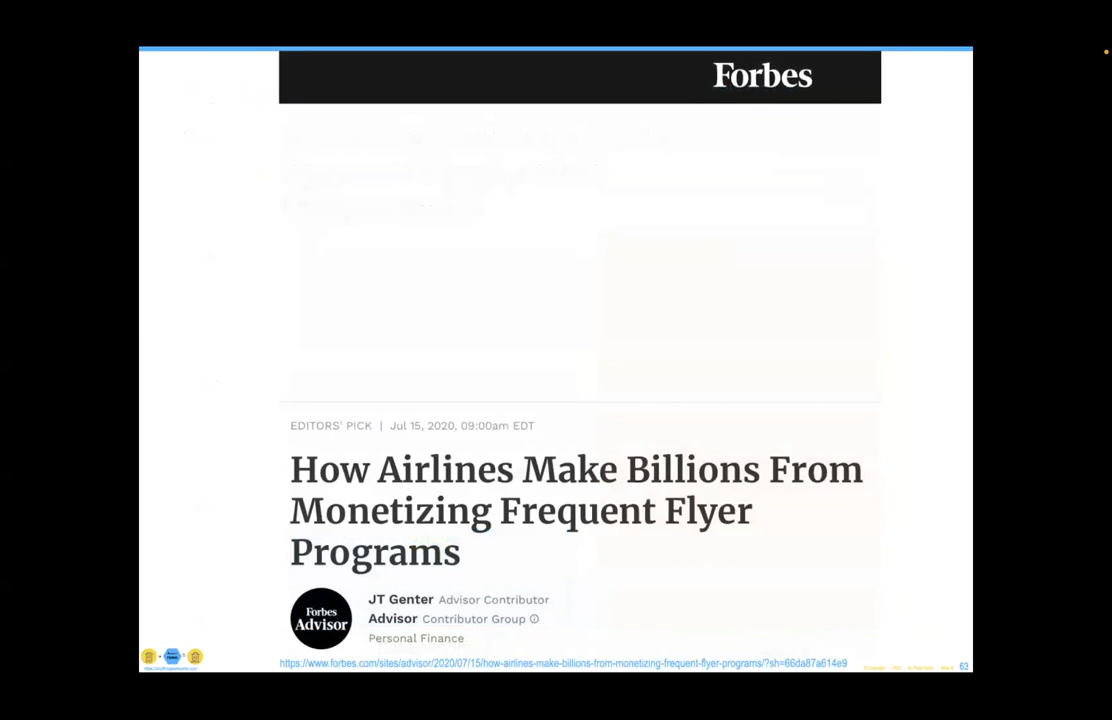 Forbes
EDITORS' PICK | Jul 15, 2020, 09:00am EDT
How Airlines Make Billions From
Monetizing Frequent Flyer
Programs
Forbes
Advisor
JT Genter Advisor Contributor
Advisor Contributor Group
Personal Finance
https://www.forbes.com/sites/advisor/2020/07/15/how-airlines-make-billions-from-monetizing-frequent-flyer-programs/?sh=66da87a614e9
63